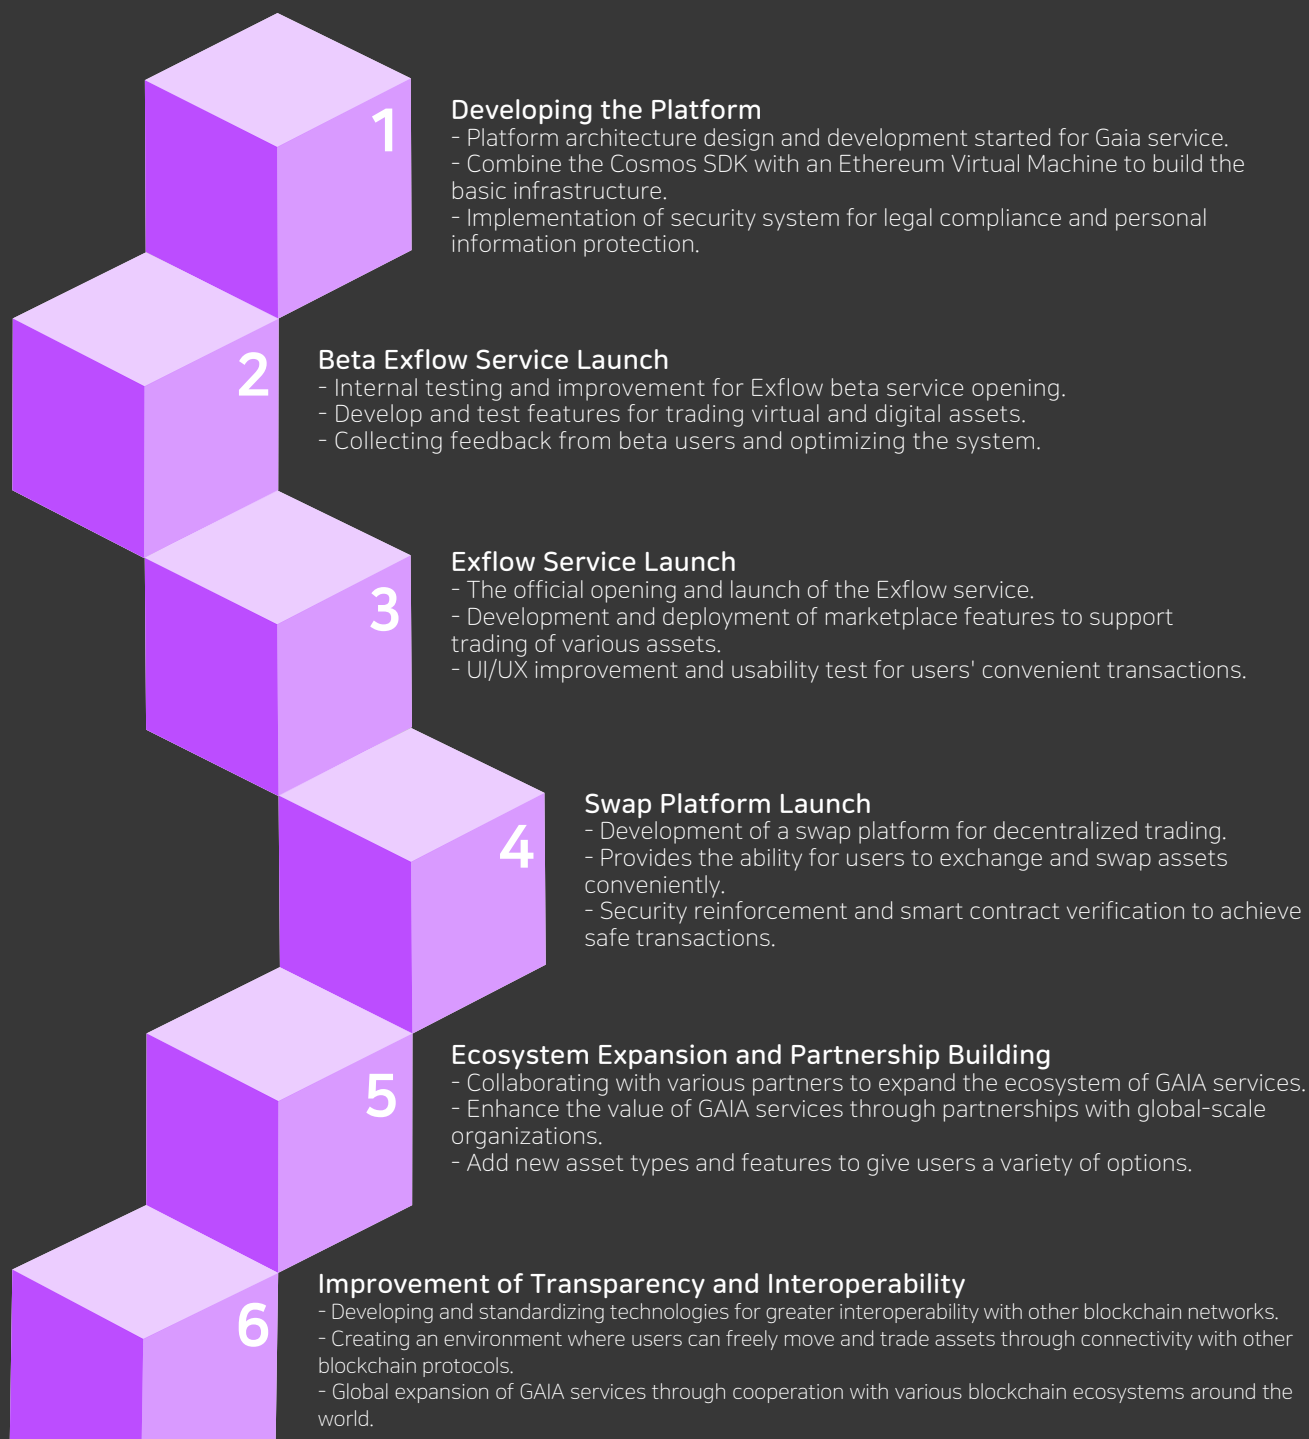 1
Developing the Platform
- Platform architecture design and development started for Gaia service.
- Combine the Cosmos SDK with an Ethereum Virtual Machine to build the
basic infrastructure.
- Implementation of security system for legal compliance and personal
information protection.
2
Beta Exflow Service Launch
- Internal testing and improvement for Exflow beta service opening.
- Develop and test features for trading virtual and digital assets.
- Collecting feedback from beta users and optimizing the system.
3
Exflow Service Launch
- The official opening and launch of the Exflow service.
- Development and deployment of marketplace features to support
trading of various assets.
- UI/UX improvement and usability test for users' convenient transactions.
4
Swap Platform Launch
- Development of a swap platform for decentralized trading.
- Provides the ability for users to exchange and swap assets
conveniently.
- Security reinforcement and smart contract verification to achieve
safe transactions.
5
Ecosystem Expansion and Partnership Building
- Collaborating with various partners to expand the ecosystem of GAIA services.
- Enhance the value of GAIA services through partnerships with global-scale
organizations.
- Add new asset types and features to give users a variety of options.
6
Improvement of Transparency and Interoperability
- Developing and standardizing technologies for greater interoperability with other blockchain networks.
- Creating an environment where users can freely move and trade assets through connectivity with other
blockchain protocols.
- Global expansion of GAIA services through cooperation with various blockchain ecosystems around the
world.